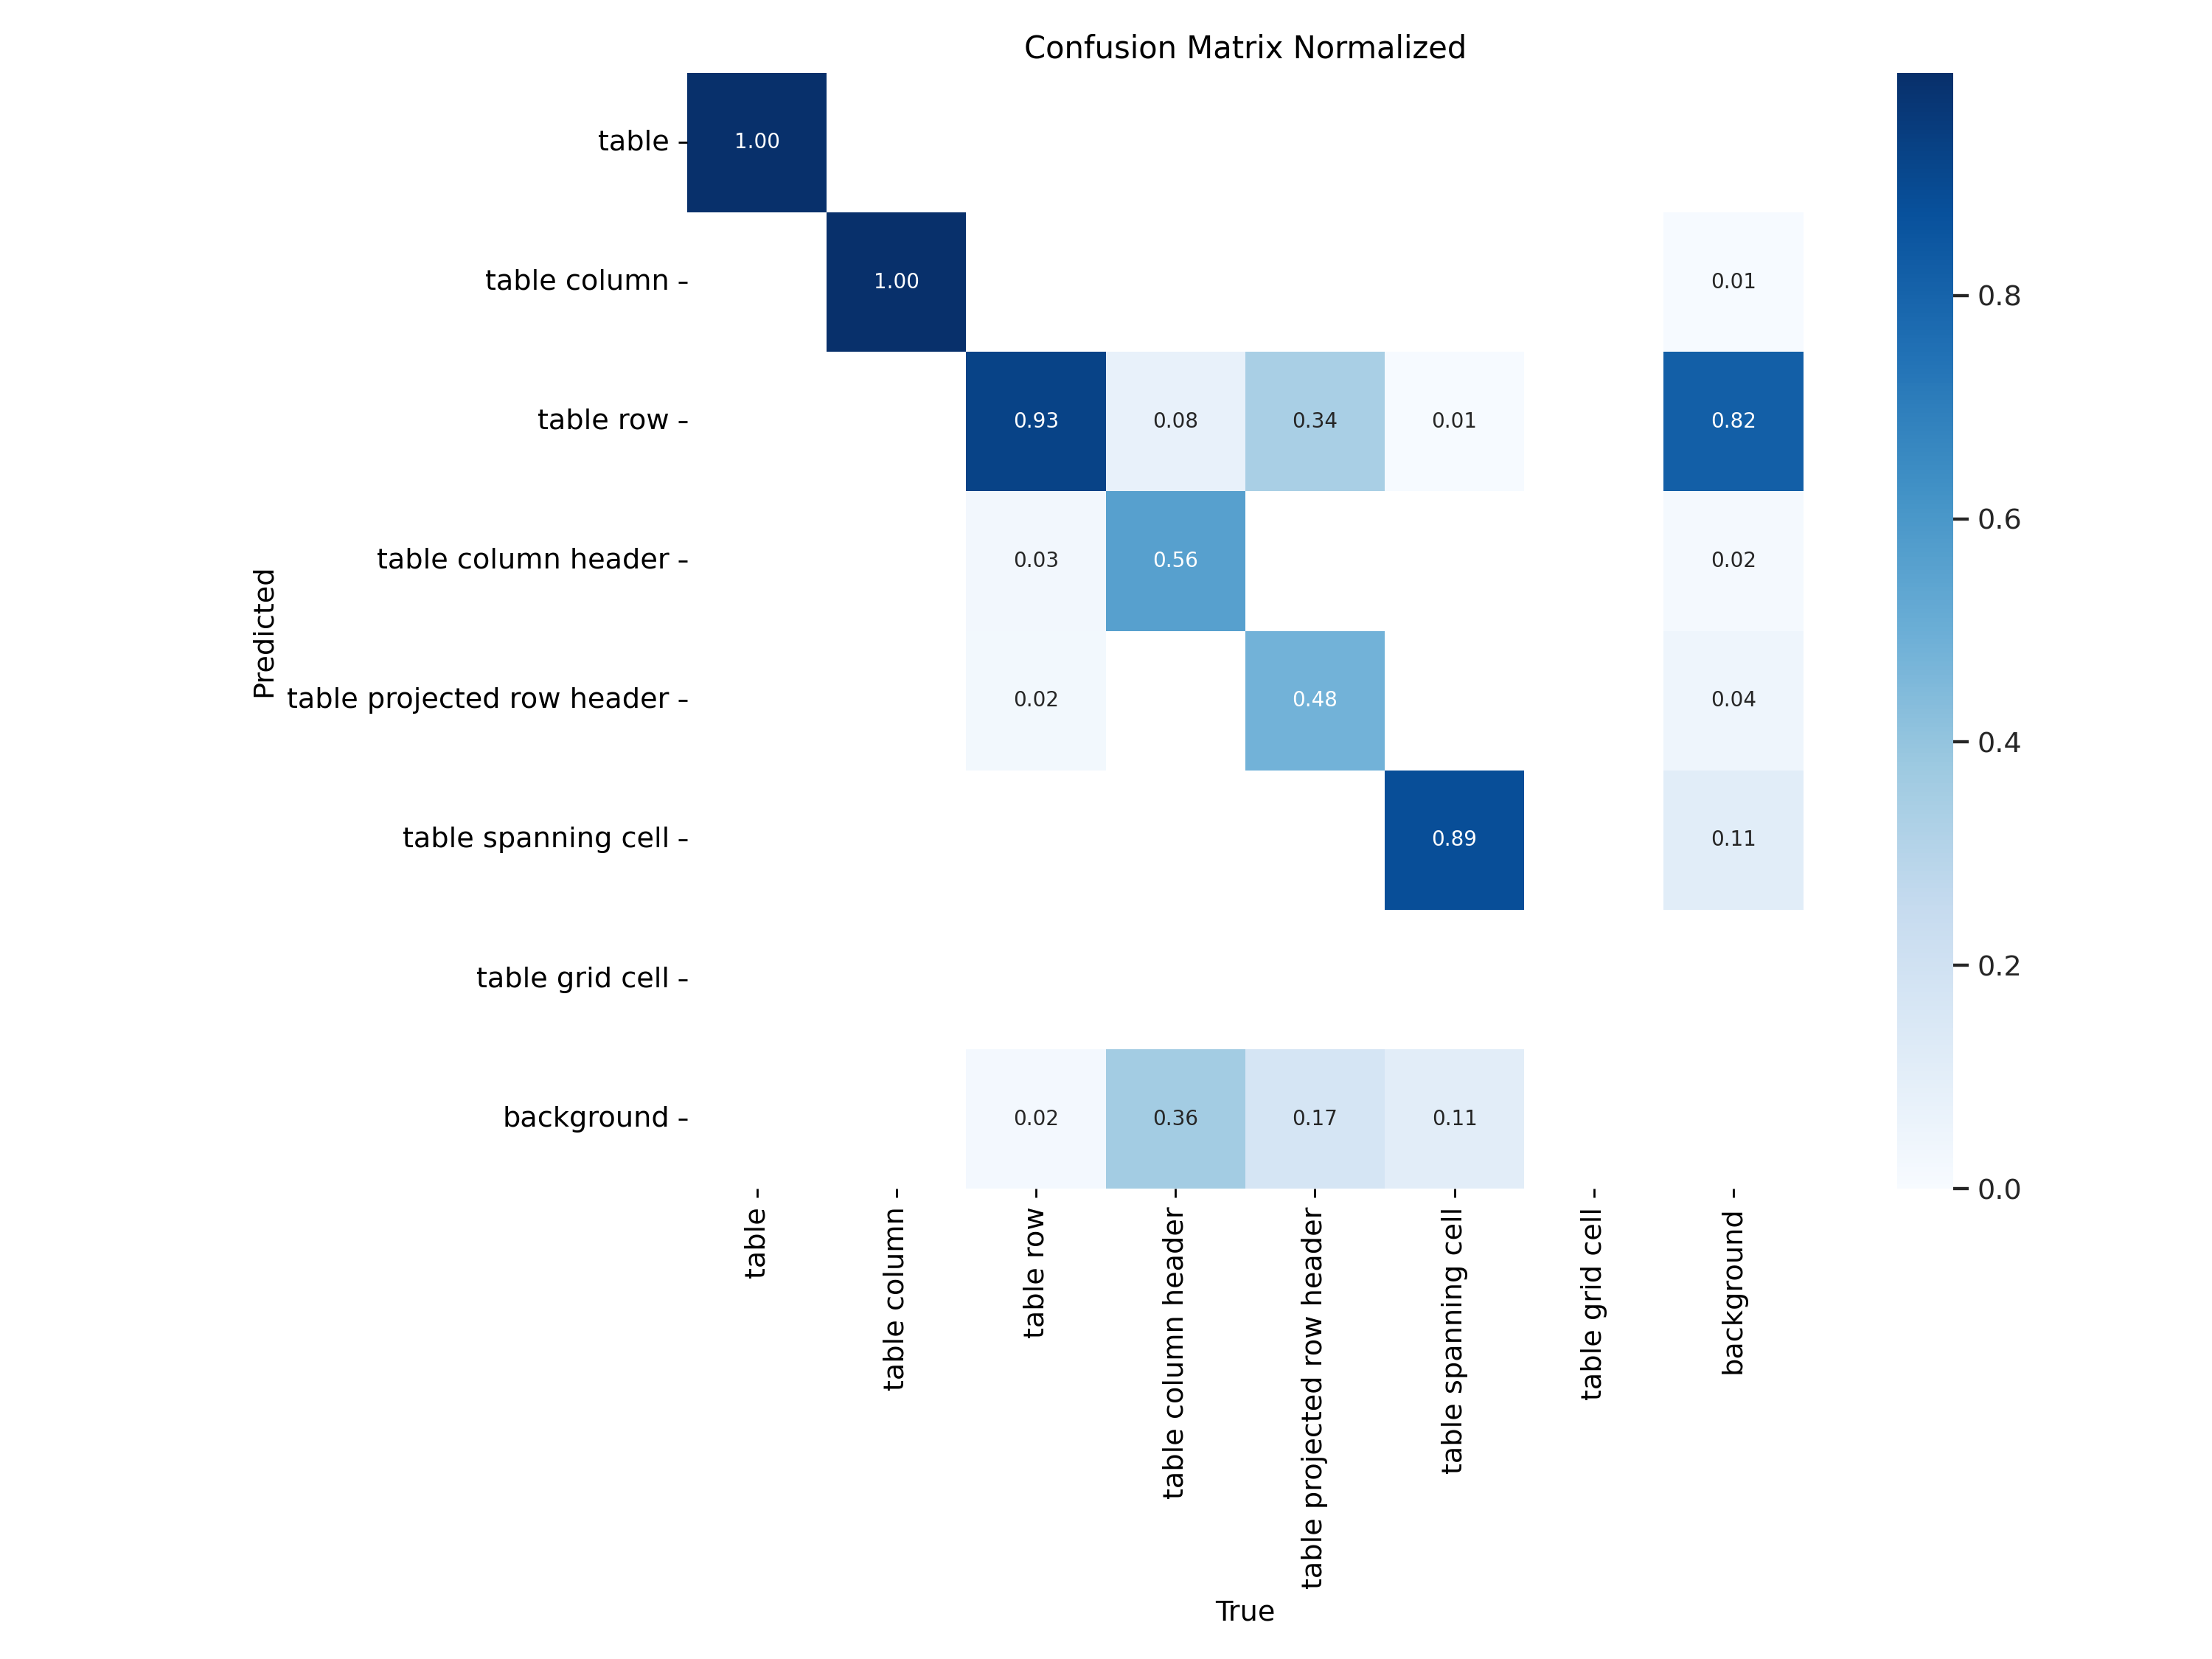 Confusion Matrix Normalized
table
1.00
table column
1.00
0.01
0.8
table row
0.93
0.08
0.34
0.01
0.82
0.6
table column header
0.03
0.56
0.02
Predicted
table projected row header
0.02
0.48
0.04
0.4
table spanning cell
0.89
0.11
table grid cell
0.2
background
0.02
0.36
0.17
0.11
0.0
table
table column
table row
table column header
table projected row header
table spanning cell
table grid cell
background
True